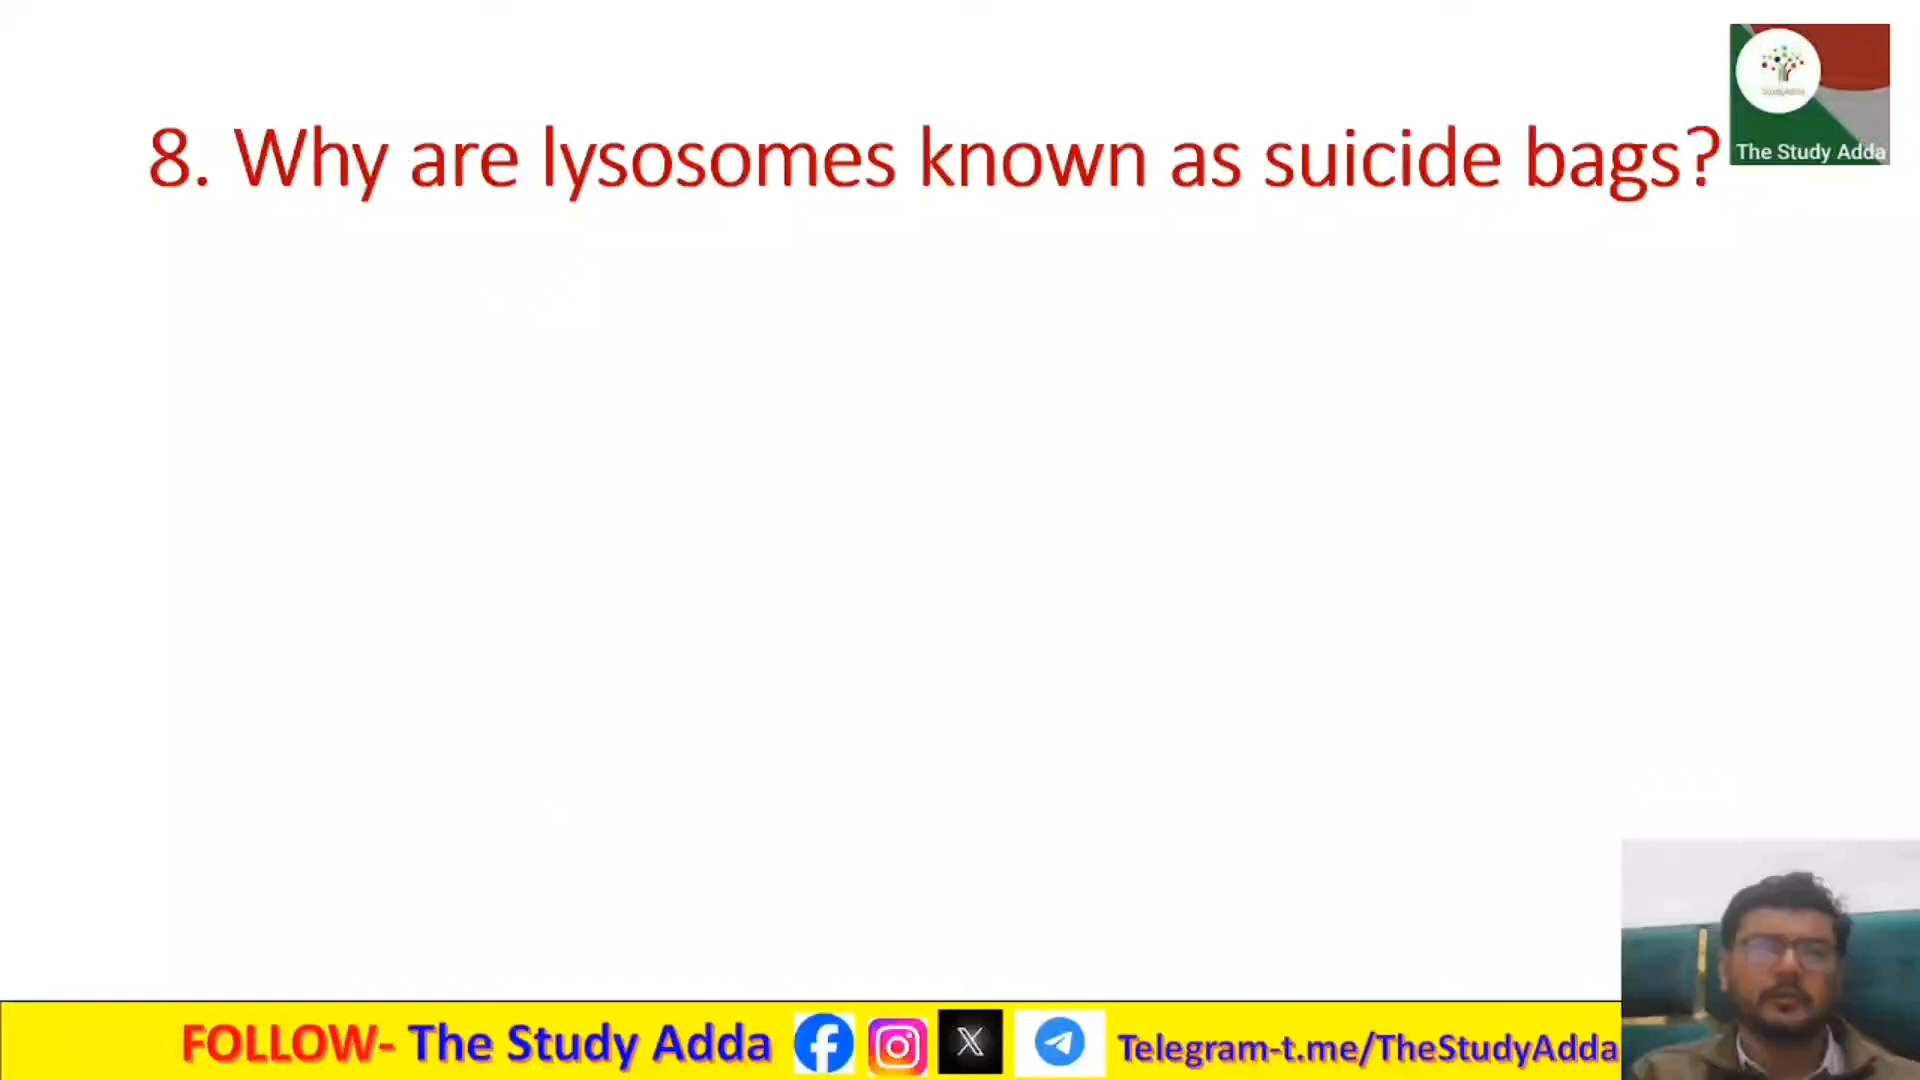 8. Why are lysosomes known as suicide bags?
The Study Adda
FOLLOW- The Study Adda
Telegram-t.me/TheStudyAdda